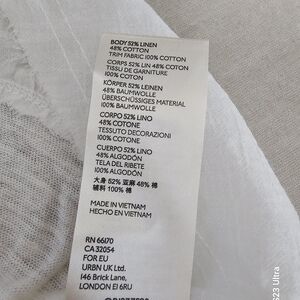 BODY 52% LINEN
48% COTTON
TRIM FABRIC 100% COTTON
CORPS 52% LIN 48% COTON
TISSU DE GARNITURE
100% COTON
KÖRPER 52% LEINEN
48% BAUMWOLLE
ÜBERSCHÜSSIGES MATERIAL
100% BAUMWOLLE
CORPO 52% LINO
48% COTONE
TESSUTO DECORAZIONI
100% COTONE
CUERPO 52% LINO
48% ALGODÓN
TELA DEL RIBETE
100% ALGODÓN
大身 52% 亚麻 48% 棉
辅料 100% 棉
MADE IN VIETNAM
HECHO EN VIETNAM
RN 66170
CA 32054
FOR EU
URBN UK Ltd.
146 Brick Lane,
LONDON E1 6RU
S23 Ultra